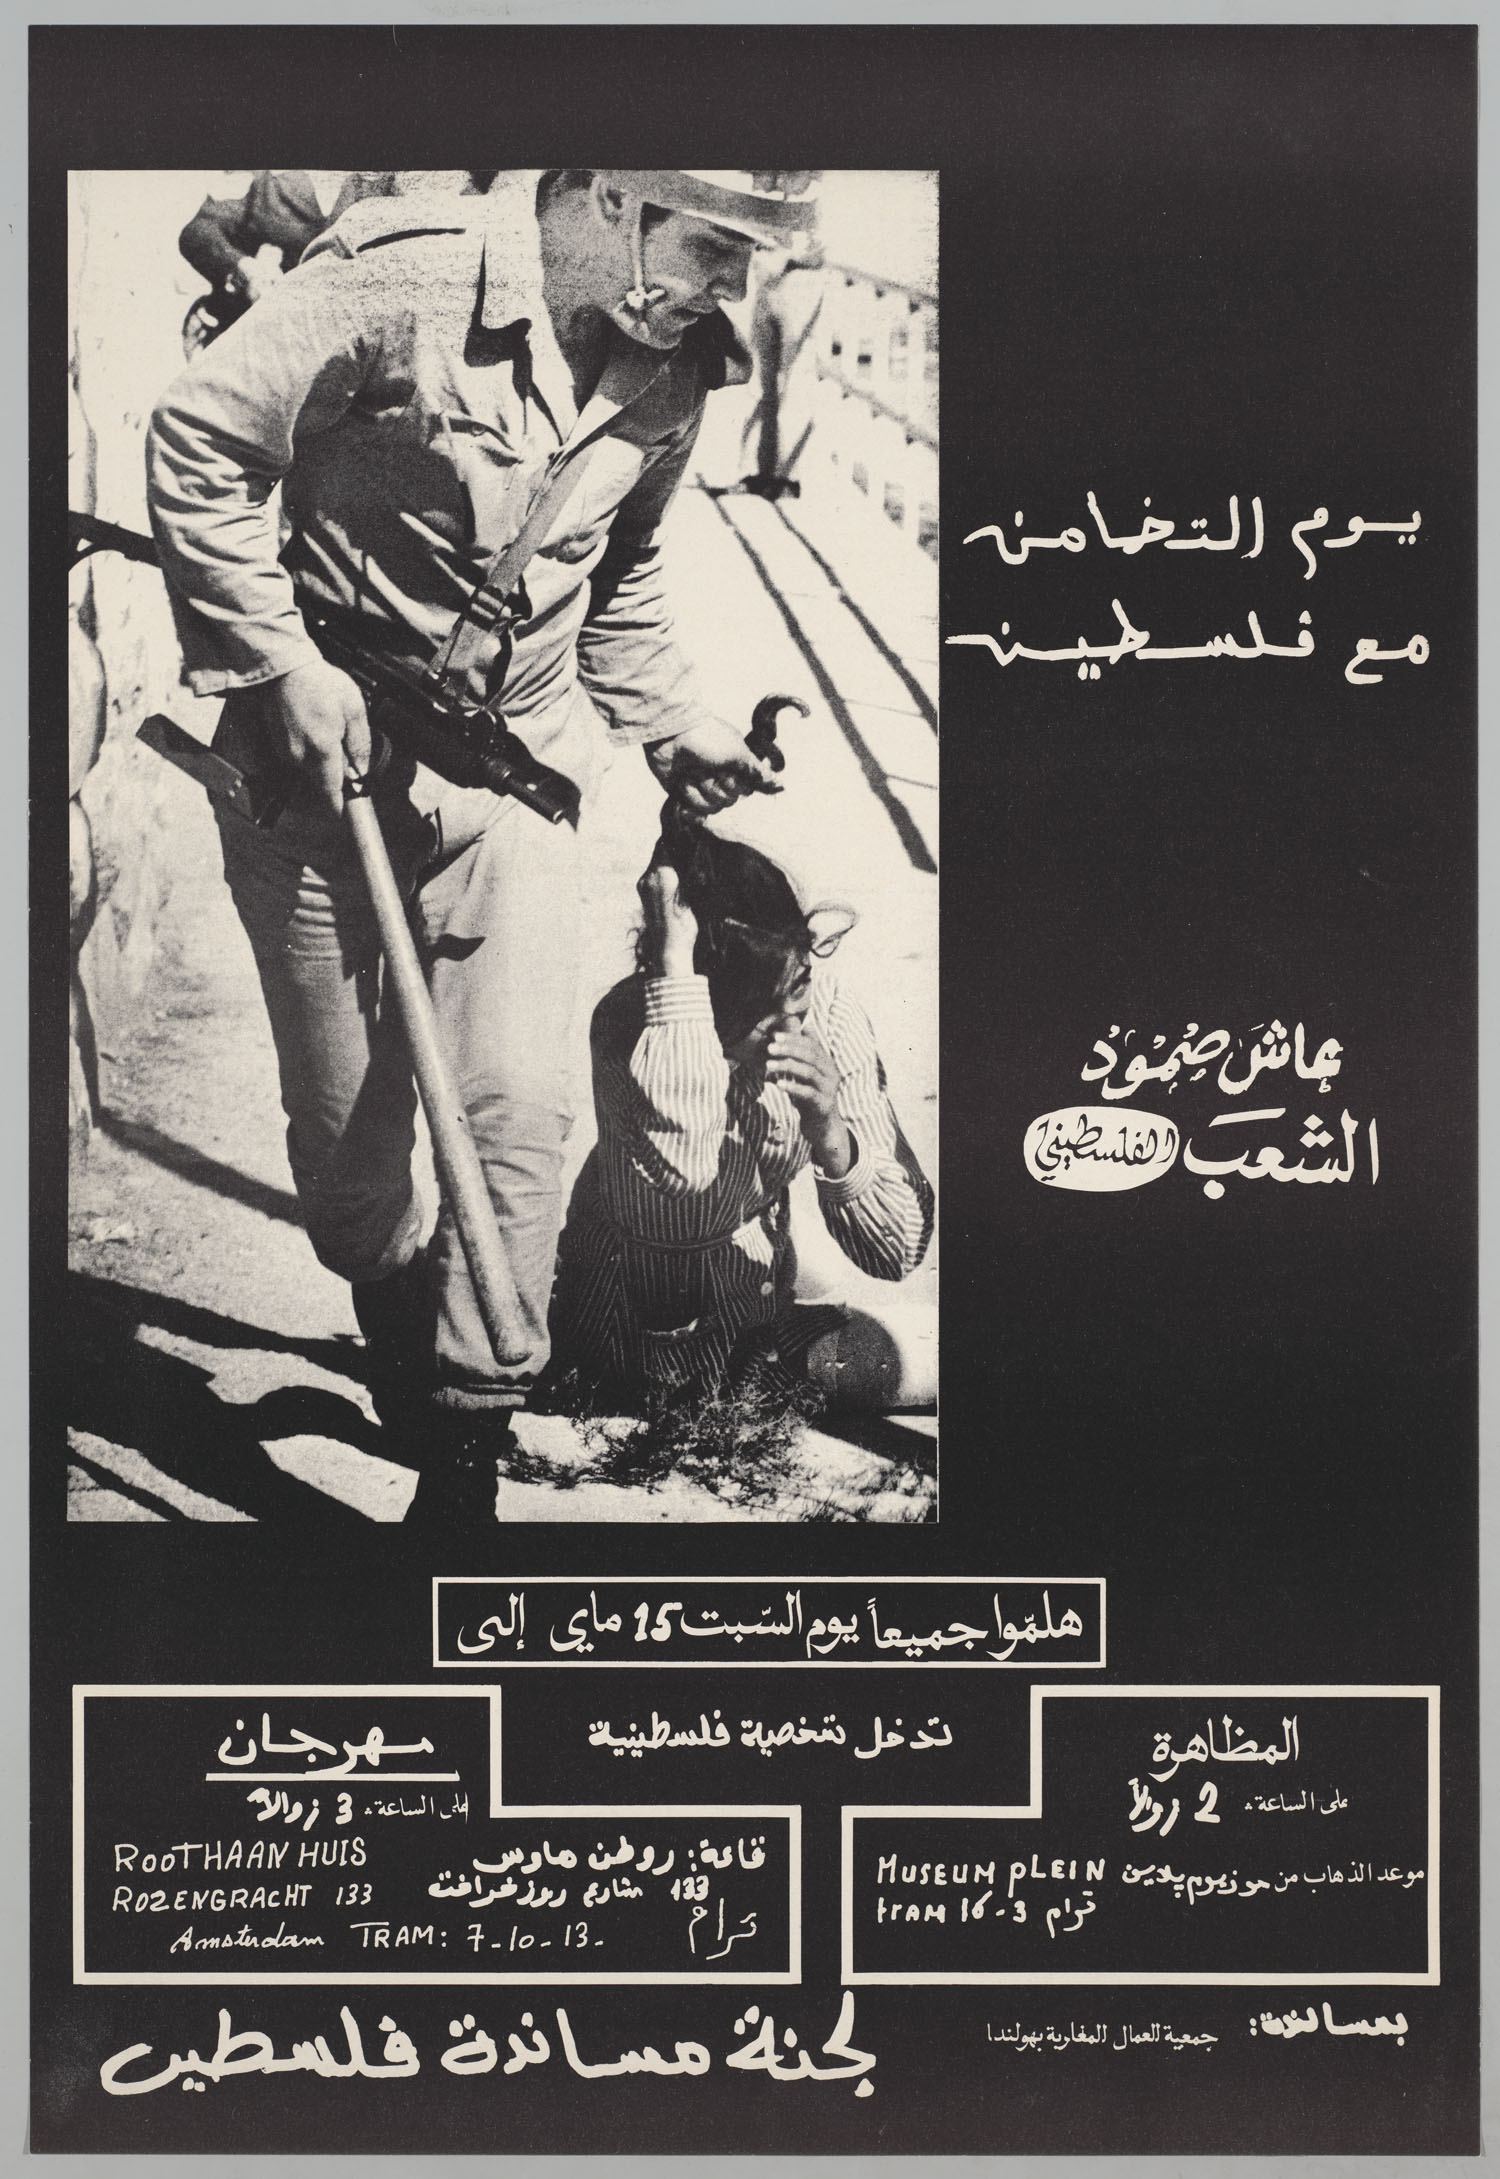 يوم التضامن
مع فلسطين
عاش صمود
الشعب الفلسطيني
هلمّوا جميعاً يوم السّبت 15 ماي إلى
تدخل شخصية فلسطينية
المظاهرة
على الساعة: 2 زوالاً
موعد الذهاب من موزيوم پلاين MUSEUM PLEIN
ترام TRAM 16-3
مهرجان
على الساعة: 3 زوالاً
قاعة: روطن هاوس ROOTHAAN HUIS
133 شارع روزخراخت ROZENGRACHT 133
ترام Amsterdam TRAM: 7-10-13-
بمساندة: جمعية العمال المغاربة بهولندا
لجنة مساندة فلسطين